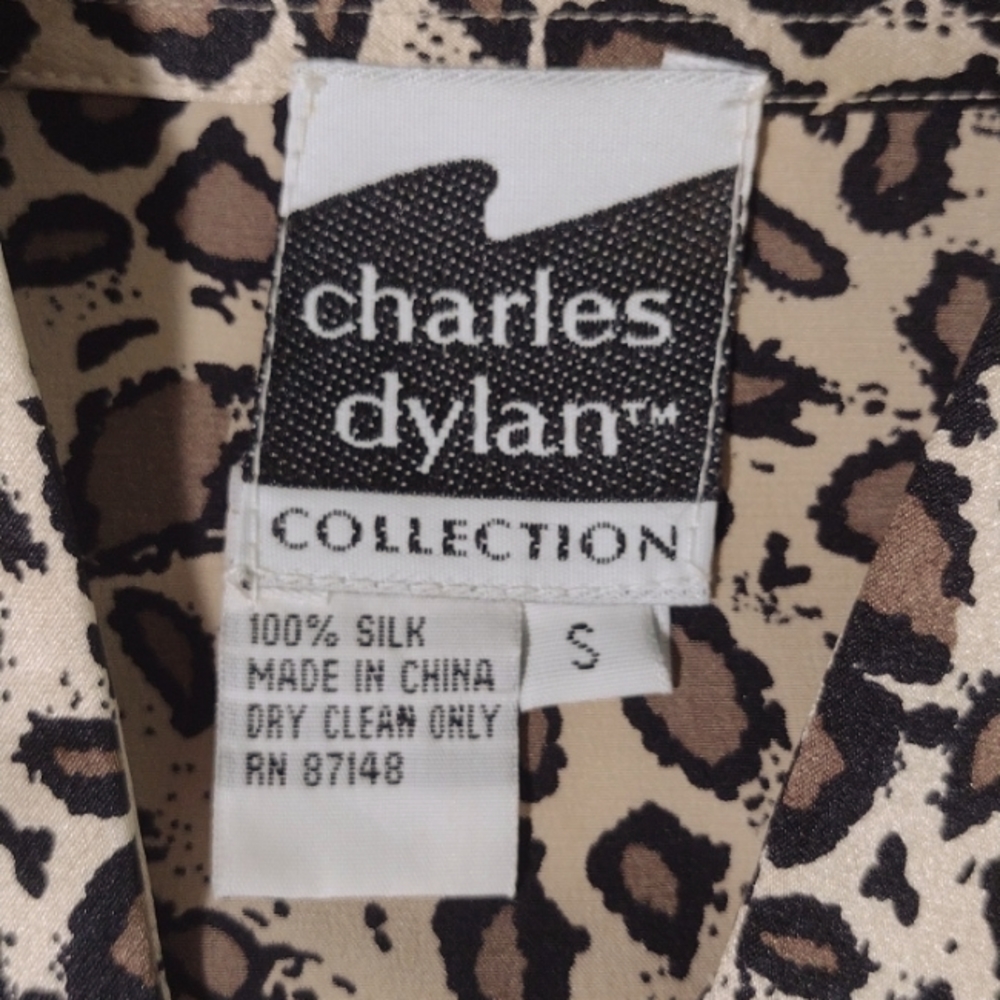 charles
dylan™
COLLECTION
S
100% SILK
MADE IN CHINA
DRY CLEAN ONLY
RN 87148